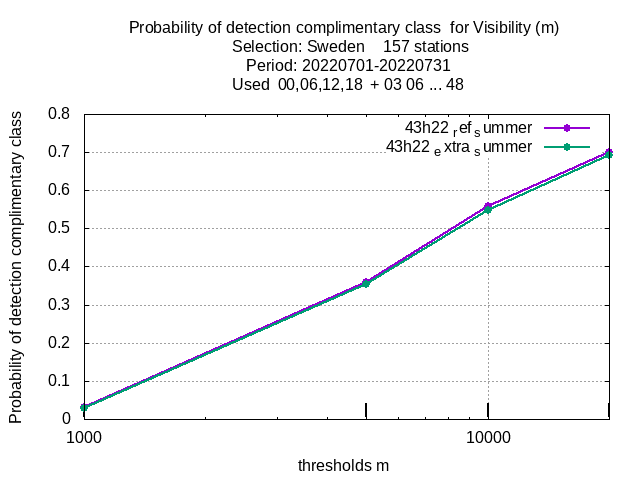 Probability of detection complimentary class  for Visibility (m)
Selection: Sweden    157 stations
Period: 20220701-20220731
Used  00,06,12,18  + 03 06 ... 48
Probability of detection complimentary class
0.8
0.7
0.6
0.5
0.4
0.3
0.2
0.1
0
43h22 ref summer
43h22 extra summer
1000
10000
thresholds m